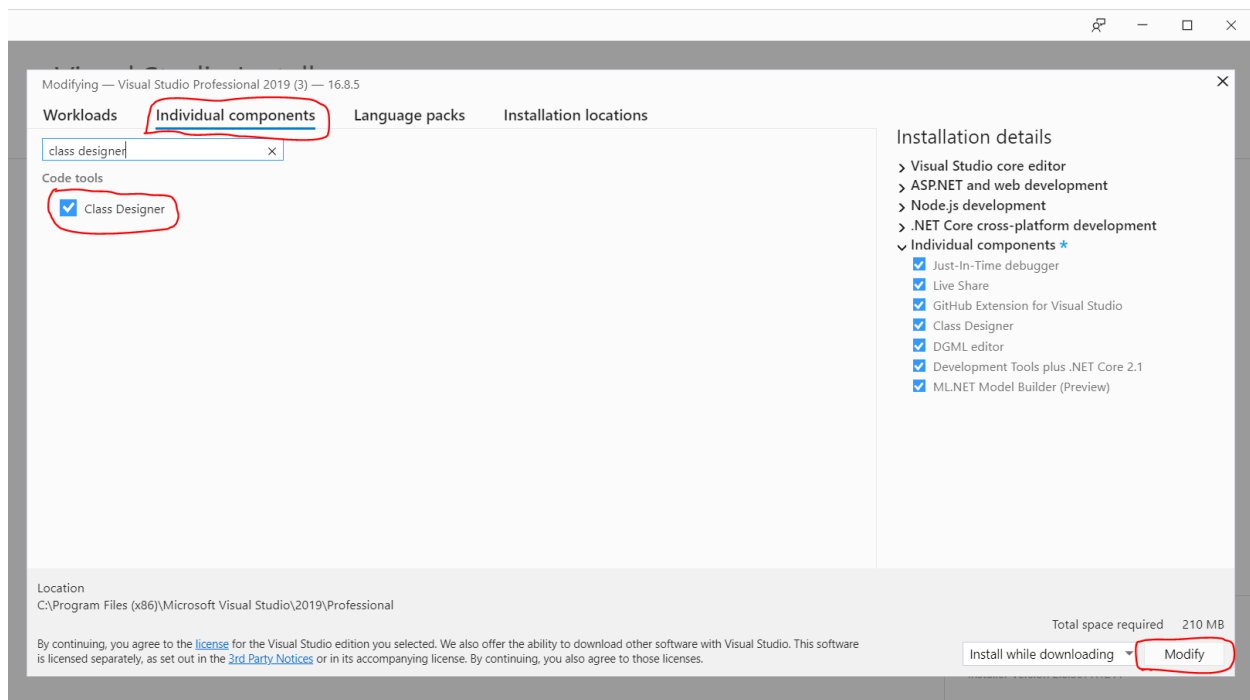 Modifying — Visual Studio Professional 2019 (3) — 16.8.5
Workloads Individual components Language packs Installation locations
class designer
Code tools
Class Designer
Installation details
Visual Studio core editor
ASP.NET and web development
Node.js development
.NET Core cross-platform development
Individual components *
Just-In-Time debugger
Live Share
GitHub Extension for Visual Studio
Class Designer
DGML editor
Development Tools plus .NET Core 2.1
ML.NET Model Builder (Preview)
Location
C:\Program Files (x86)\Microsoft Visual Studio\2019\Professional
By continuing, you agree to the license for the Visual Studio edition you selected. We also offer the ability to download other software with Visual Studio. This software
is licensed separately, as set out in the 3rd Party Notices or in its accompanying license. By continuing, you also agree to those licenses.
Total space required 210 MB
Install while downloading Modify